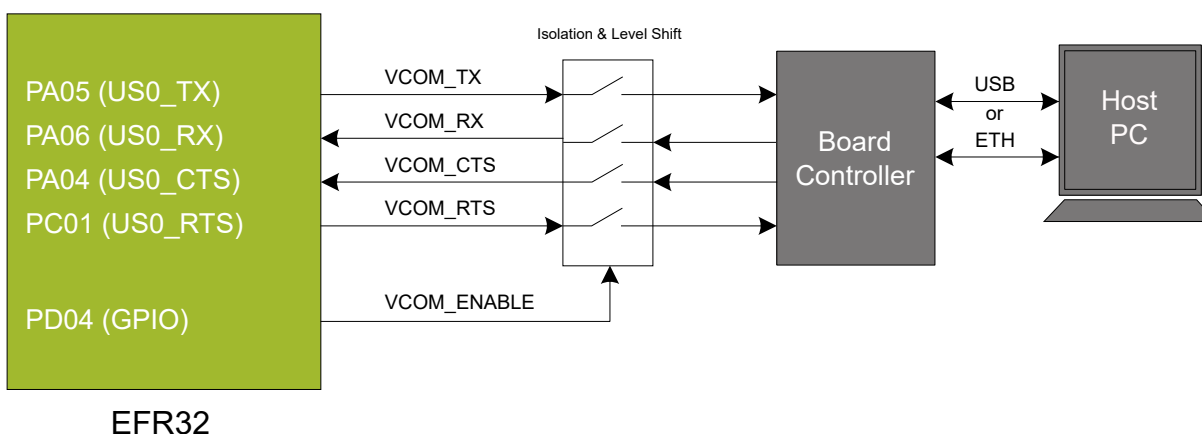 Isolation & Level Shift
PA05 (US0_TX)
VCOM_TX
PA06 (US0_RX)
VCOM_RX
PA04 (US0_CTS)
VCOM_CTS
PC01 (US0_RTS)
VCOM_RTS
PD04 (GPIO)
VCOM_ENABLE
EFR32
Board
Controller
USB
or
ETH
Host
PC